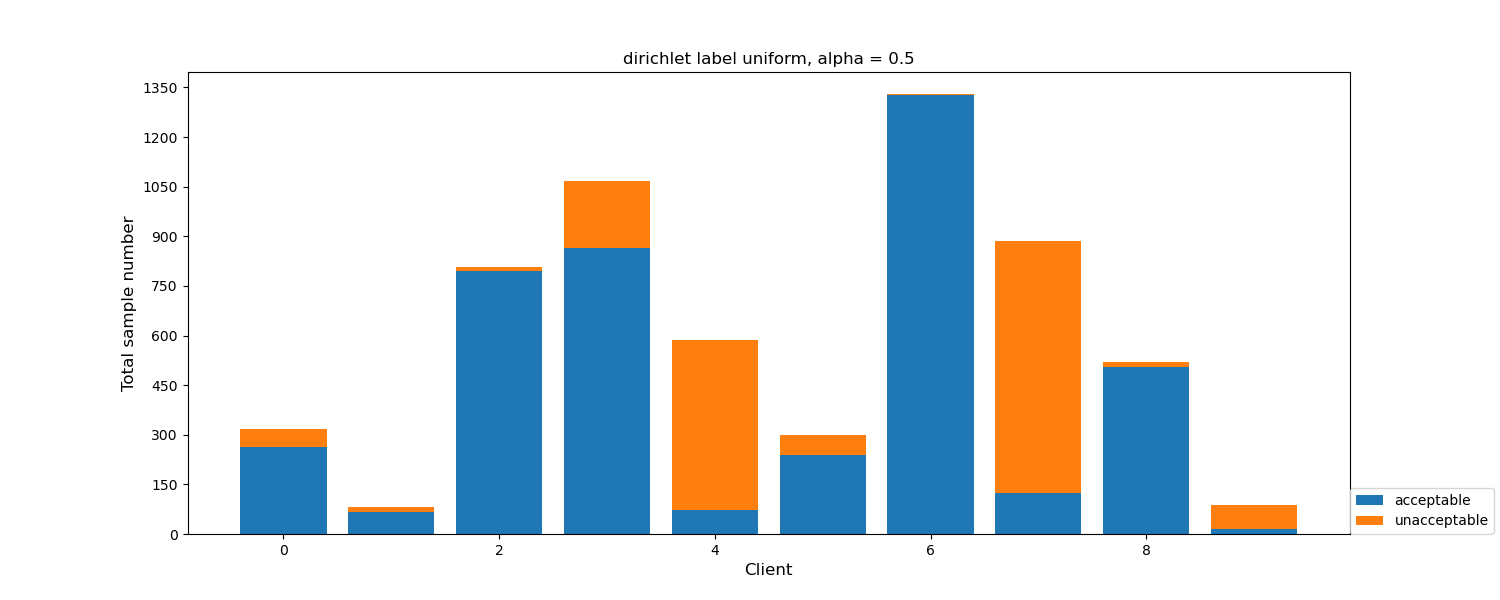 dirichlet label uniform, alpha = 0.5
1350
1200
1050
900
750
600
450
300
150
0
Total sample number
0 2 4 6 8
Client
acceptable
unacceptable